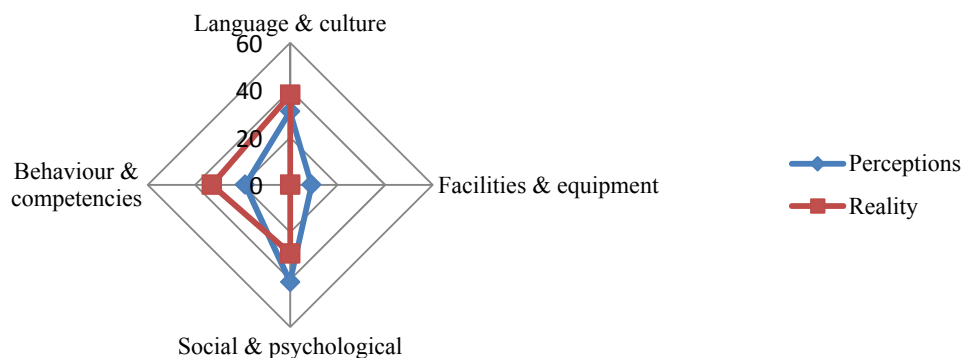 Language & culture
60
40
20
0
Behaviour &
competencies
Facilities & equipment
Social & psychological
Perceptions
Reality